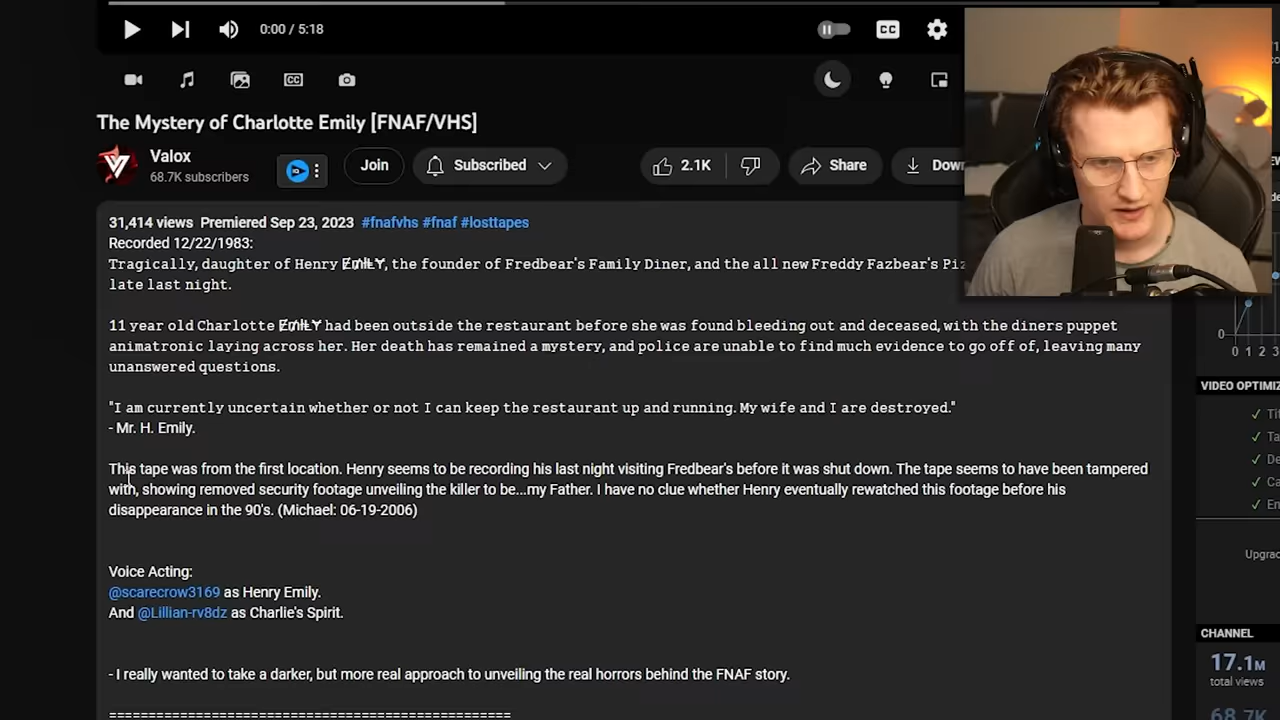 0:00 / 5:18
CC
CC
The Mystery of Charlotte Emily [FNAF/VHS]
Valox
68.7K subscribers
Join
Subscribed
2.1K
Share
31,414 views Premiered Sep 23, 2023 #fnafvhs #fnaf #losttapes
Recorded 12/22/1983:
Tragically, daughter of Henry EmILY, the founder of Fredbear's Family Diner, and the all new Freddy Fazbear's
late last night.
11 year old Charlotte EmILY had been outside the restaurant before she was found bleeding out and deceased, with the diners puppet
animatronic laying across her. Her death has remained a mystery, and police are unable to find much evidence to go off of, leaving many
unanswered questions.
"I am currently uncertain whether or not I can keep the restaurant up and running. My wife and I are destroyed."
- Mr. H. Emily.
This tape was from the first location. Henry seems to be recording his last night visiting Fredbear's before it was shut down. The tape seems to have been tampered
with, showing removed security footage unveiling the killer to be...my Father. I have no clue whether Henry eventually rewatched this footage before his
disappearance in the 90's. (Michael: 06-19-2006)
Voice Acting:
@scarecrow3169 as Henry Emily.
And @Lillian-rv8dz as Charlie's Spirit.
- I really wanted to take a darker, but more real approach to unveiling the real horrors behind the FNAF story.
==================================================
0
0 1 2 3
VIDEO OPTIMIZ
CHANNEL
17.1M
total views
68.7K